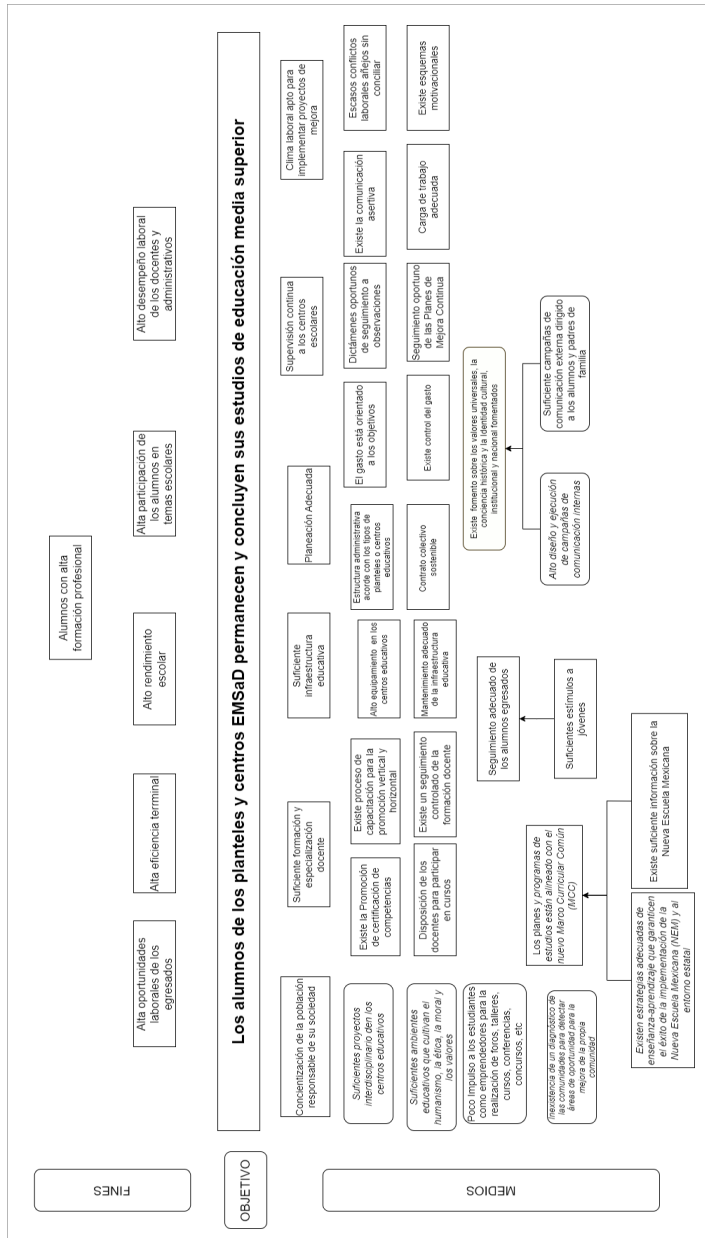 FINES
Alumnos con alta
formación profesional
Alta oportunidades
laborales de los
egresados
Alta eficiencia terrminal
Alto rendimiento
escolar
Alta participación de
los alumnos en
temas escolares
Alto desempeño laboral
de los docentes y
administrativos
OBJETIVO
Los alumnos de los planteles y centros EMSaD permanecen y concluyen sus estudios de educación media superior
MEDIOS
Concientización de la población
responsable de su sociedad
Suficiente formación y
especialización
docente
Suficiente
infraestructura
educativa
Planeación Adecuada
Supervisión continua
a los centros
escolares
Clima laboral apto para
implementar proyectos de
mejora
Suficientes proyectos
interdisciplinario den los
centros educativos
Existe la Promoción
de certificación de
competencias
Existe proceso de
capacitación para la
promoción vertical y
horizontal
Alto equipamiento en los
centros educativos
Estructura administrativa
acorde con los tipos de
planteles o centros
educativos
El gasto está orientado
a los objetivos
Dictámenes oportunos
de seguimiento a
observaciones
Existe la comunicación
asertiva
Escasos conflictos
laborales añejos sin
conciliar
Suficientes ambientes
educativos que cultivan el
humanismo, la ética, la moral y
los valores
Disposición de los
docentes para participar
en cursos
Existe un seguimiento
controlado de la
formación docente
Mantenimiento adecuado
de la infraestructura
educativa
Contrato colectivo
sostenible
Existe control del gasto
Seguimiento oportuno
de las Planes de
Mejora Continua
Carga de trabajo
adecuada
Existe esquemas
motivacionales
Poco Impulso a los estudiantes
como emprendedores para la
realización de foros, talleres,
cursos, conferencias,
concursos, etc
Seguimiento adecuado de
los alumnos egresados
Existe fomento sobre los valores universales, la
conciencia histórica y la identidad cultural,
institucional y nacional fomentados
Inexistencia de un diagnóstico de
las comunidades para detectar
áreas de oportunidad para la
mejora de la propia
comunidad
Los planes y programas de
estudios están alineado con el
nuevo Marco Curricular Común
(MCC)
Suficientes estímulos a
jóvenes
Alto diseño y ejecución
de campañas de
comunicación internas
Suficiente campañas de
comunicación externa dirigido
a los alumnos y padres de
familia
Existen estrategias adecuadas de
enseñanza-aprendizaje que garanticen
el éxito de la implementación de la
Nueva Escuela Mexicana (NEM) y al
entorno estatal
Existe suficiente información sobre la
Nueva Escuela Mexicana